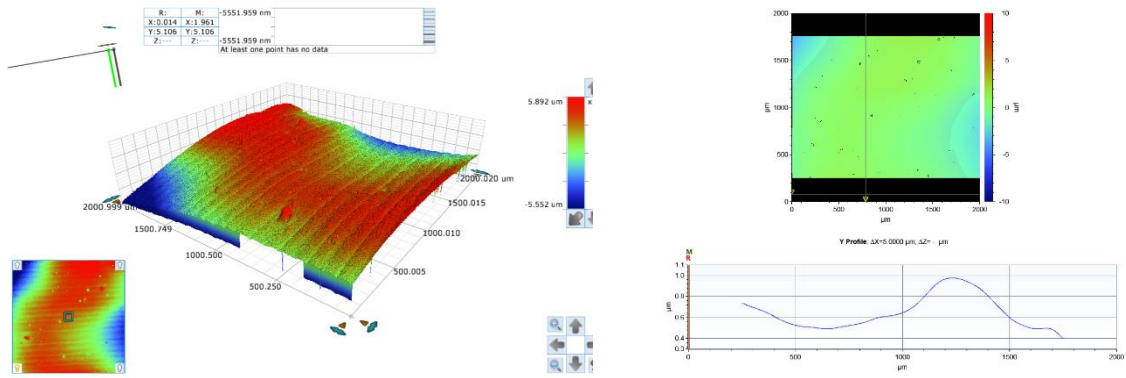 R: M: -5551.959 nm
X:0.014 X:1.961
Y:5.106 Y:5.106
Z:--- Z:--- -5551.959 nm
At least one point has no data
5.892 um
x
-5.552 um
2000.020 um
1500.015
1000.010
500.005
2000.999 um
1500.749
1000.500
500.250
2000
1500
1000
500
0
µm
0 500 1000 1500 2000
µm
10
5
0
-5
-10
µm
Y Profile: ΔX=5.0000 µm, ΔZ= - µm
M
R
1.1
1.0
0.8
0.6
0.4
0.3
µm
0 500 1000 1500 2000
µm